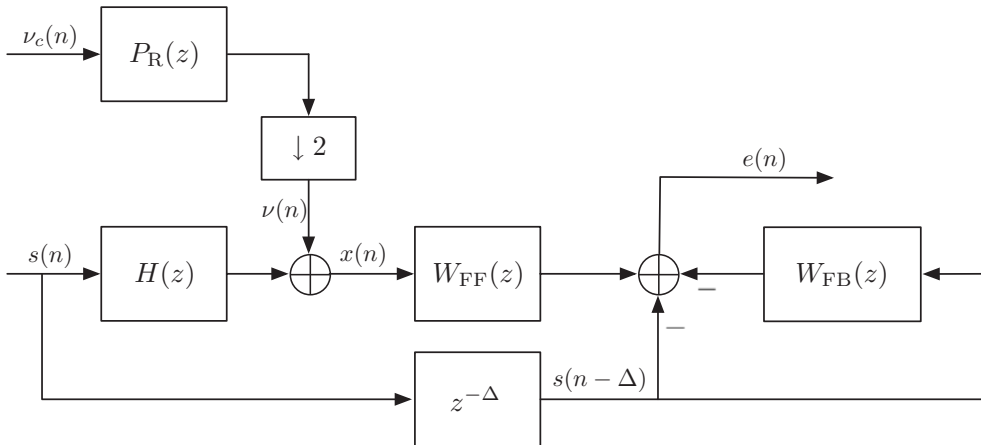 ν_c(n)
P_R(z)
↓ 2
e(n)
ν(n)
s(n)
H(z)
x(n)
W_FF(z)
−
W_FB(z)
−
z^{−Δ}
s(n − Δ)